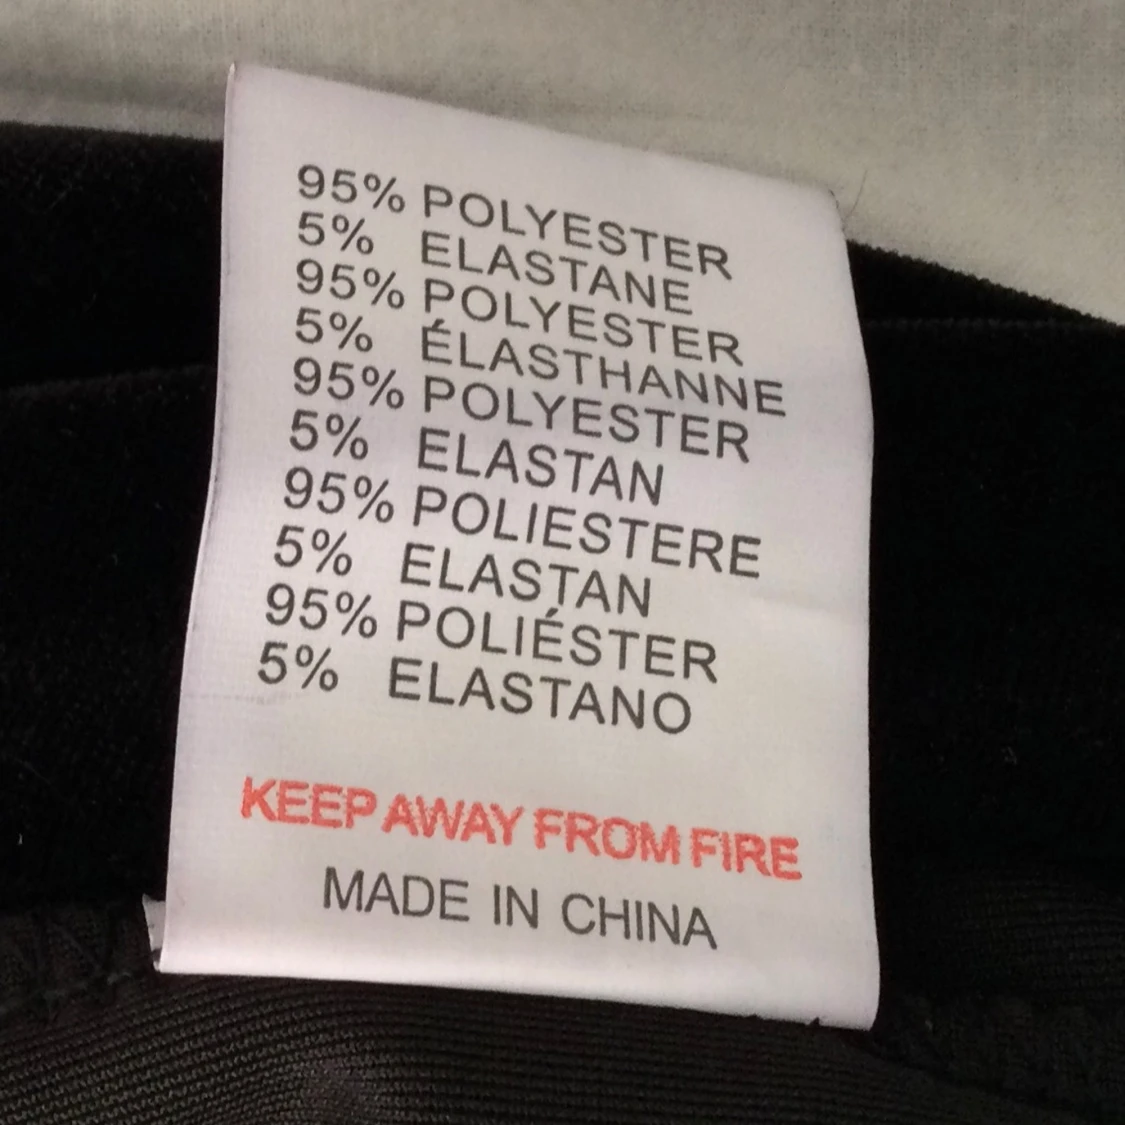 95% POLYESTER
5% ELASTANE
95% POLYESTER
5% ÉLASTHANNE
95% POLYESTER
5% ELASTAN
95% POLIESTERE
5% ELASTAN
95% POLIÉSTER
5% ELASTANO
KEEP AWAY FROM FIRE
MADE IN CHINA